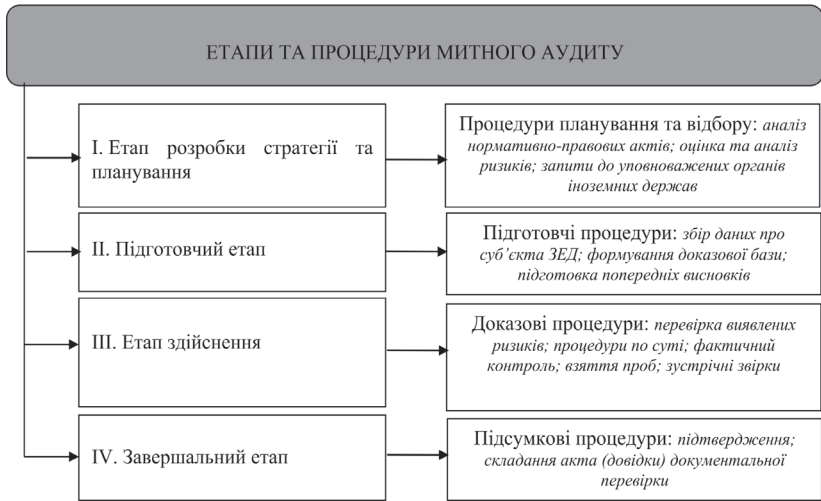 ЕТАПИ ТА ПРОЦЕДУРИ МИТНОГО АУДИТУ
І. Етап розробки стратегії та
планування
Процедури планування та відбору: аналіз
нормативно-правових актів; оцінка та аналіз
ризиків; запити до уповноважених органів
іноземних держав
ІІ. Підготовчий етап
Підготовчі процедури: збір даних про
суб’єкта ЗЕД; формування доказової бази;
підготовка попередніх висновків
ІІІ. Етап здійснення
Доказові процедури: перевірка виявлених
ризиків; процедури по суті; фактичний
контроль; взяття проб; зустрічні звірки
IV. Завершальний етап
Підсумкові процедури: підтвердження;
складання акта (довідки) документальної
перевірки